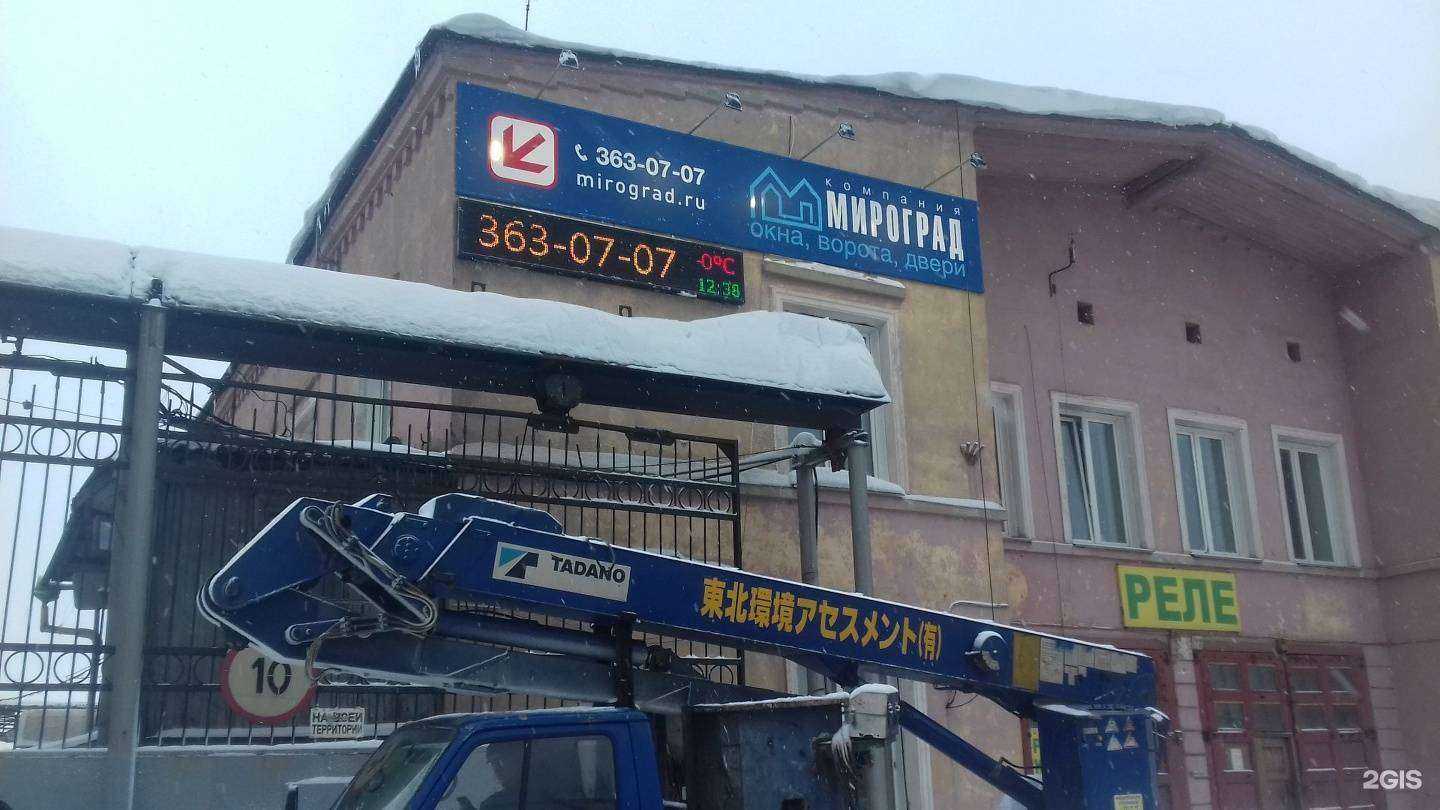 363-07-07
mirograd.ru
компания
МИРОГРАД
окна, ворота, двери
363-07-07
-0°C
12:38
TADANO
東北環境アセスメント(有)
РЕЛЕ
10
НА ВСЕЙ
ТЕРРИТОРИИ
2GIS